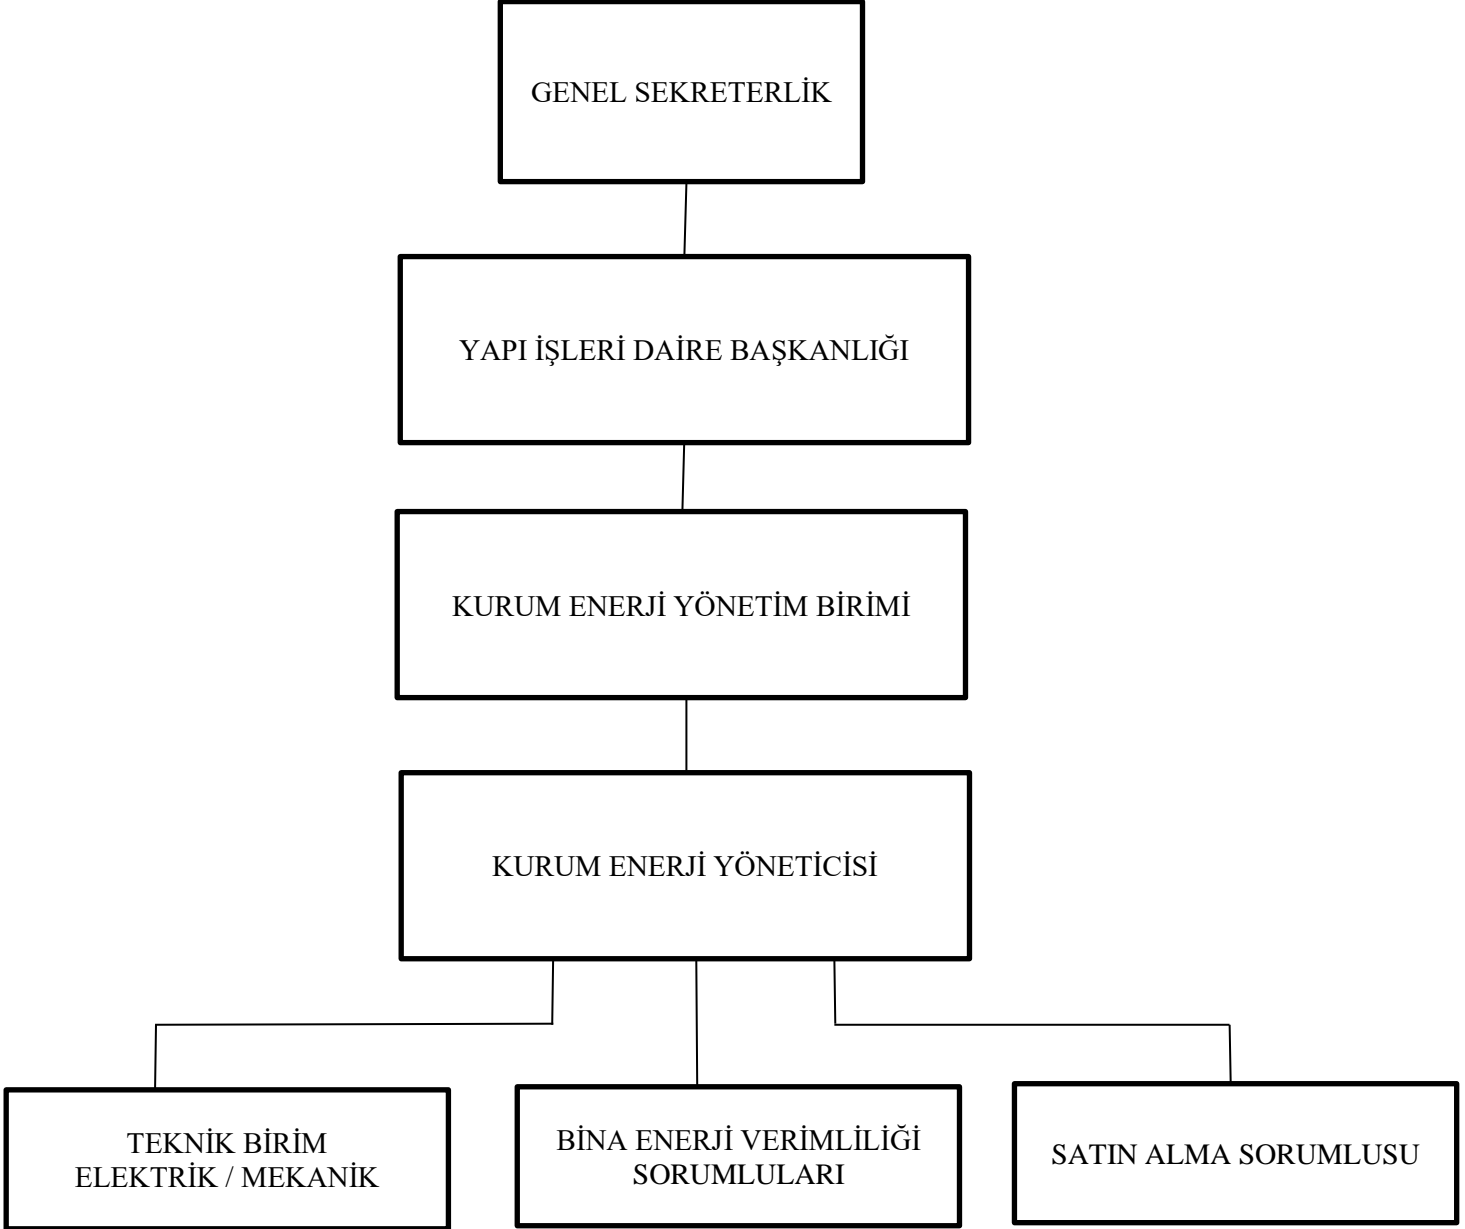 GENEL SEKRETERLİK
YAPI İŞLERİ DAİRE BAŞKANLIĞI
KURUM ENERJİ YÖNETİM BİRİMİ
KURUM ENERJİ YÖNETİCİSİ
TEKNİK BİRİM
ELEKTRİK / MEKANİK
BİNA ENERJİ VERİMLİLİĞİ
SORUMLULARI
SATIN ALMA SORUMLUSU